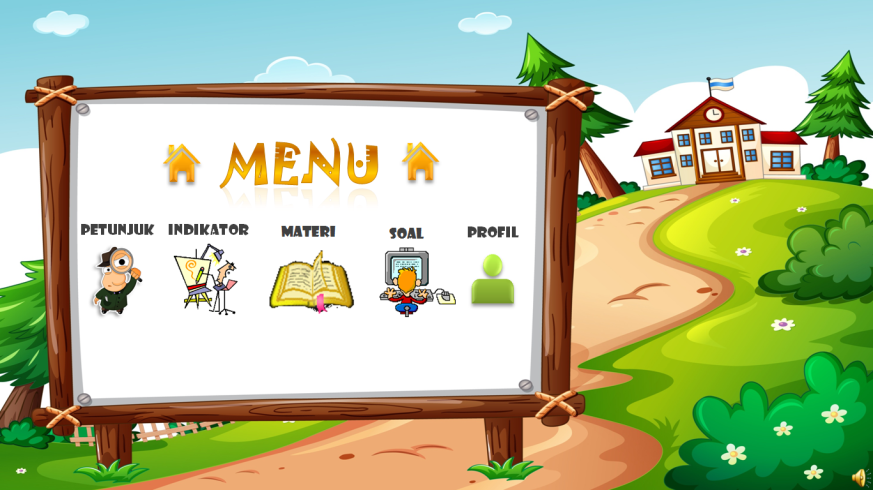 MENU
PETUNJUK INDIKATOR MATERI SOAL PROFIL